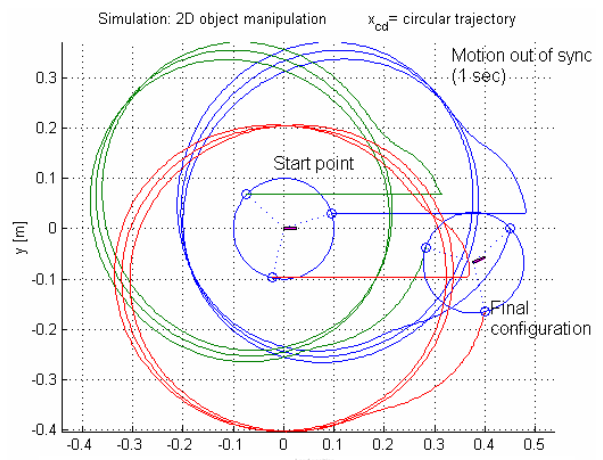 Simulation: 2D object manipulation x_cd= circular trajectory
Motion out of sync
(1 sec)
Start point
Final
configuration
y [m]
0.3
0.2
0.1
0
-0.1
-0.2
-0.3
-0.4
-0.4 -0.3 -0.2 -0.1 0 0.1 0.2 0.3 0.4 0.5